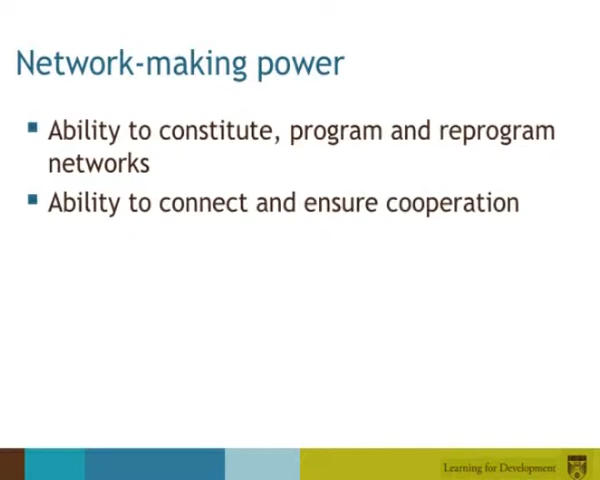 Network-making power
Ability to constitute, program and reprogram
networks
Ability to connect and ensure cooperation
Learning for Development